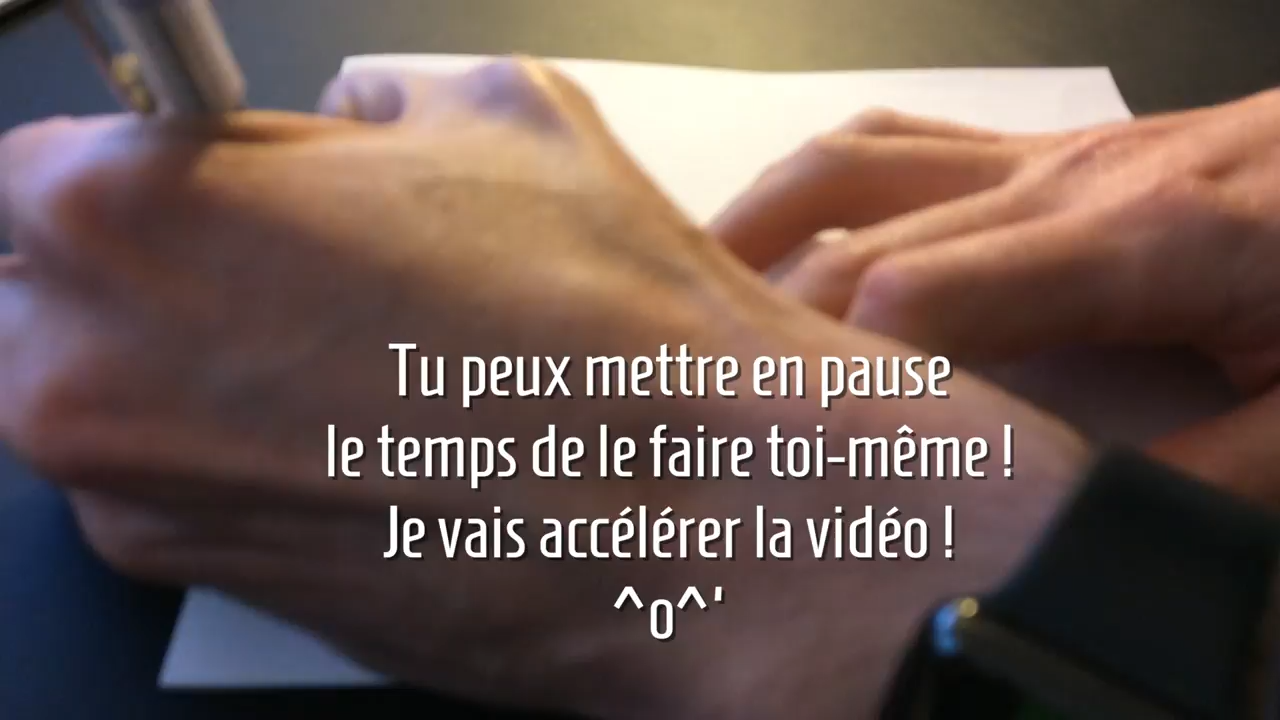 Tu peux mettre en pause
le temps de le faire toi-même !
Je vais accélérer la vidéo !
^o^'